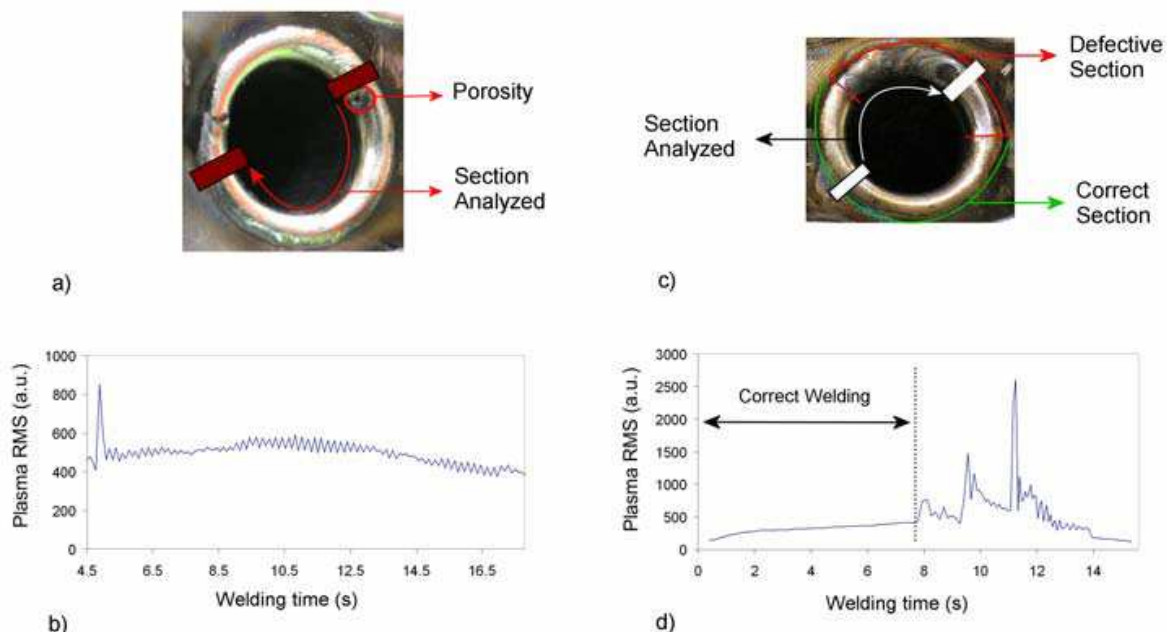 Porosity
Section
Analyzed
a)
Defective
Section
Section
Analyzed
Correct
Section
c)
1000
800
600
400
200
0
Plasma RMS (a.u.)
4.5 6.5 8.5 10.5 12.5 14.5 16.5
Welding time (s)
b)
3000
2500
2000
1500
1000
500
0
Plasma RMS (a.u.)
Correct Welding
0 2 4 6 8 10 12 14
Welding time (s)
d)